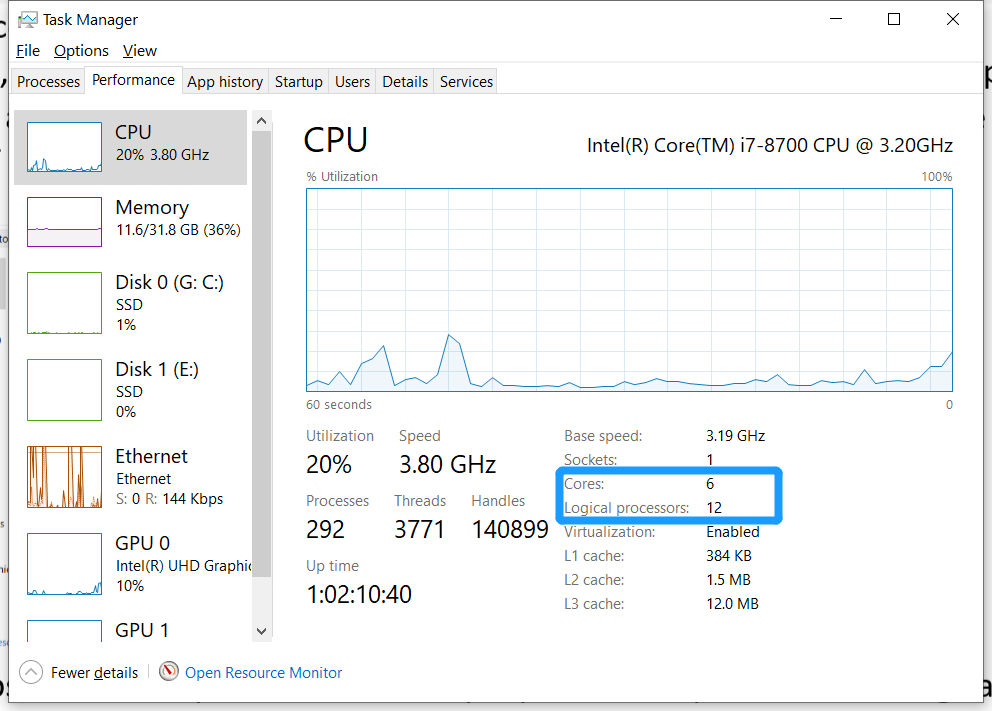 Task Manager
File Options View
Processes Performance App history Startup Users Details Services
CPU
20% 3.80 GHz
Memory
11.6/31.8 GB (36%)
Disk 0 (G: C:)
SSD
1%
Disk 1 (E:)
SSD
0%
Ethernet
Ethernet
S: 0 R: 144 Kbps
GPU 0
Intel(R) UHD Graphic
10%
GPU 1
CPU
Intel(R) Core(TM) i7-8700 CPU @ 3.20GHz
% Utilization 100%
60 seconds 0
Utilization Speed
20% 3.80 GHz
Processes Threads Handles
292 3771 140899
Up time
1:02:10:40
Base speed: 3.19 GHz
Sockets: 1
Cores: 6
Logical processors: 12
Virtualization: Enabled
L1 cache: 384 KB
L2 cache: 1.5 MB
L3 cache: 12.0 MB
Fewer details Open Resource Monitor